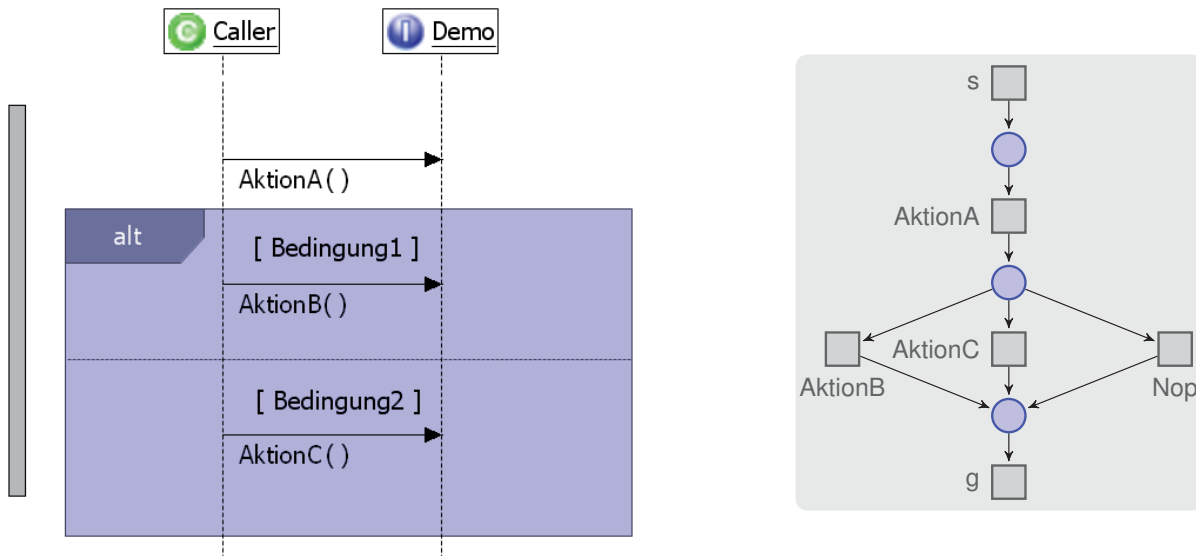 C Caller
I Demo
AktionA()
alt
[ Bedingung1 ]
AktionB()
[ Bedingung2 ]
AktionC()
s
AktionA
AktionC
AktionB
Nop
g